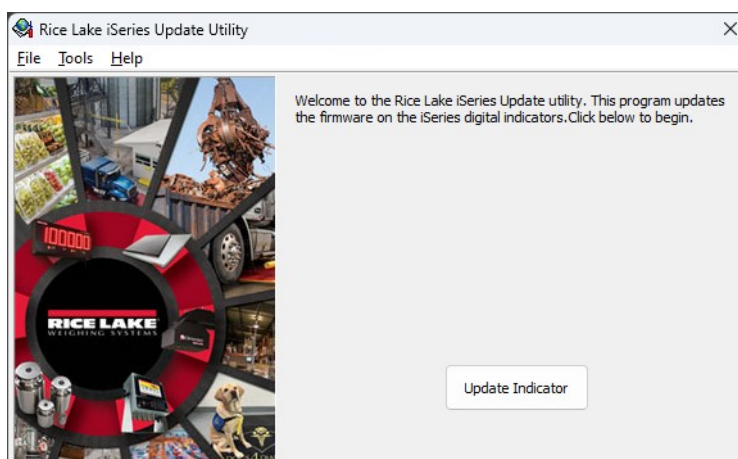 Rice Lake iSeries Update Utility
File Tools Help
Welcome to the Rice Lake iSeries Update utility. This program updates
the firmware on the iSeries digital indicators.Click below to begin.
100000
RICE LAKE
WEIGHING SYSTEMS
Update Indicator